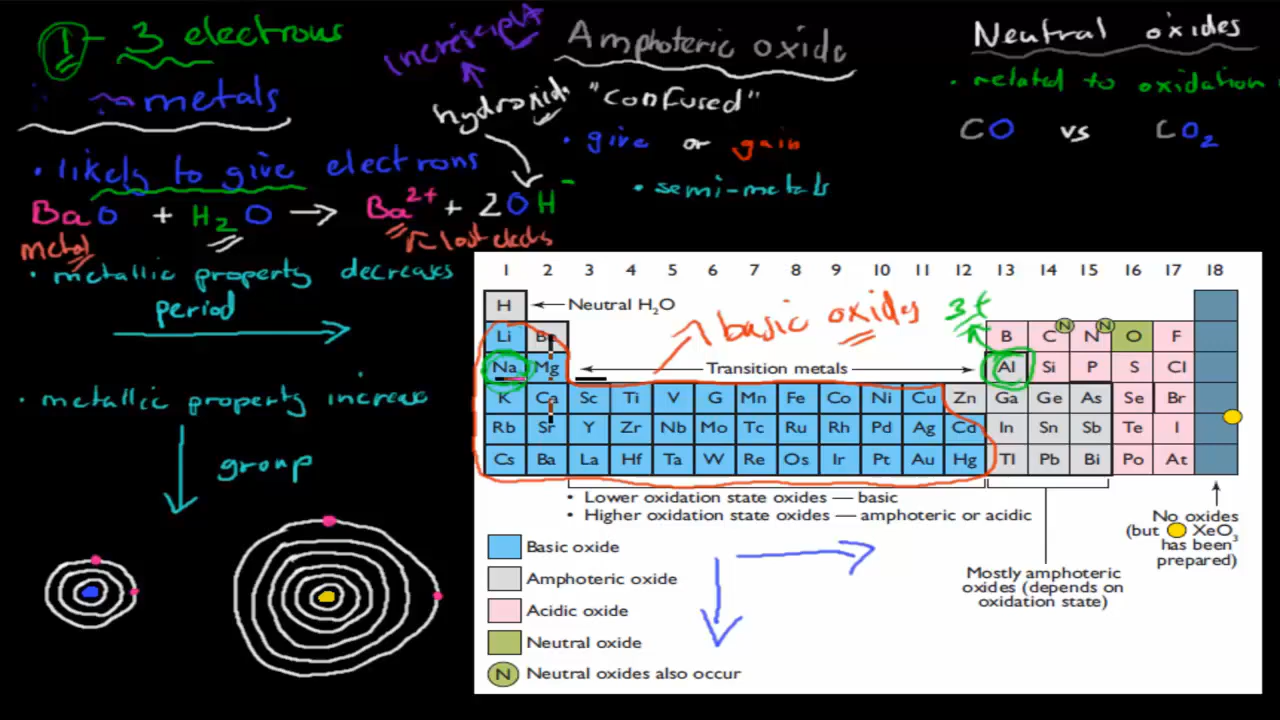 1 - 3 electrons
metals
• likely to give electrons
BaO + H2O → Ba2+ + 2OH-
metal
lost elects
• metallic property decreases
period
• metallic property increase
group
hydroxide
Amphoteric oxide
"confused"
• give or gain
• semi-metals
Neutral oxides
• related to oxidation
CO vs CO2
1 2 3 4 5 6 7 8 9 10 11 12 13 14 15 16 17 18
H ← Neutral H2O
basic oxides
3+
Li Be B C N O F
N N
Na Mg ← Transition metals → Al Si P S Cl
K Ca Sc Ti V G Mn Fe Co Ni Cu Zn Ga Ge As Se Br
Rb Sr Y Zr Nb Mo Tc Ru Rh Pd Ag Cd In Sn Sb Te I
Cs Ba La Hf Ta W Re Os Ir Pt Au Hg Tl Pb Bi Po At
• Lower oxidation state oxides — basic
• Higher oxidation state oxides — amphoteric or acidic
No oxides
(but XeO3
has been
prepared)
Mostly amphoteric
oxides (depends on
oxidation state)
Basic oxide
Amphoteric oxide
Acidic oxide
Neutral oxide
N Neutral oxides also occur